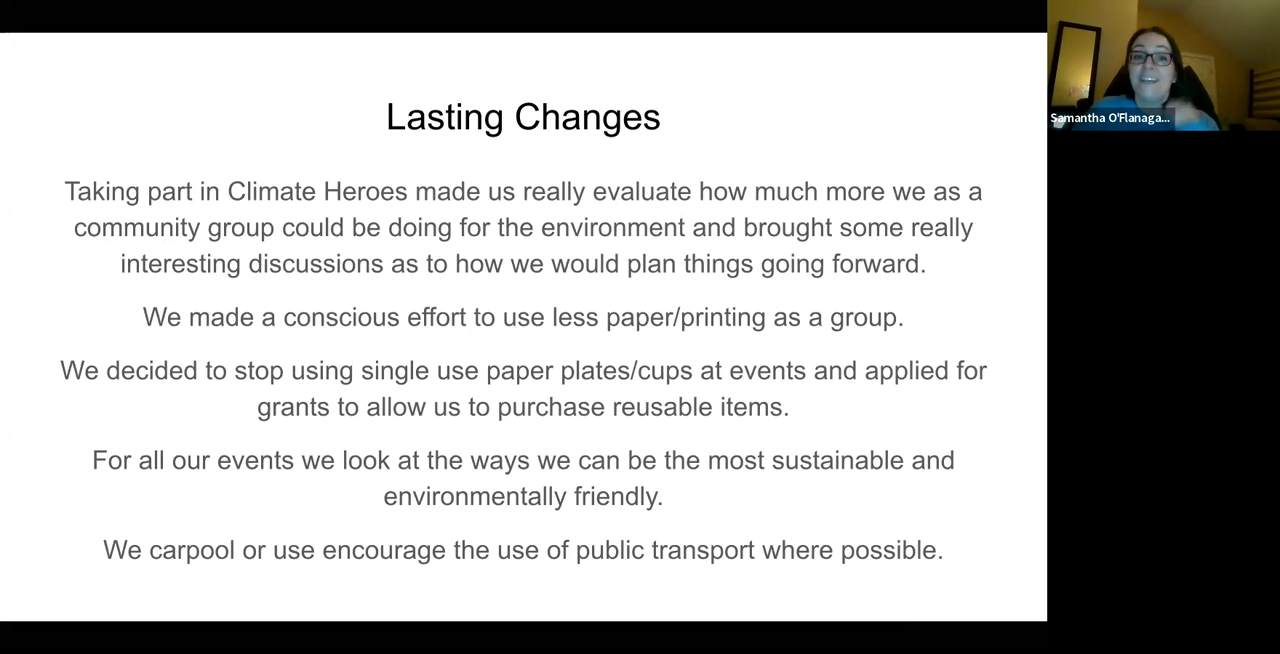 Lasting Changes
Taking part in Climate Heroes made us really evaluate how much more we as a
community group could be doing for the environment and brought some really
interesting discussions as to how we would plan things going forward.
We made a conscious effort to use less paper/printing as a group.
We decided to stop using single use paper plates/cups at events and applied for
grants to allow us to purchase reusable items.
For all our events we look at the ways we can be the most sustainable and
environmentally friendly.
We carpool or use encourage the use of public transport where possible.
Samantha O'Flanaga...